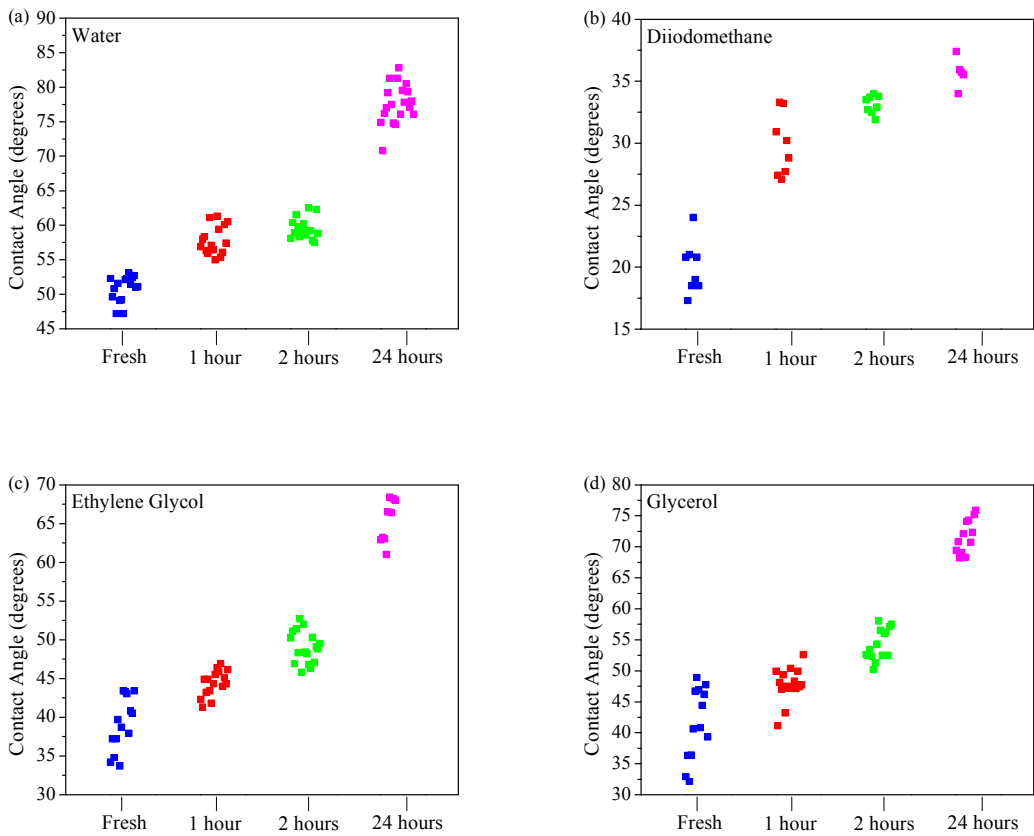 (a)
Water
Contact Angle (degrees)
90
85
80
75
70
65
60
55
50
45
Fresh
1 hour
2 hours
24 hours
(b)
Diiodomethane
Contact Angle (degrees)
40
35
30
25
20
15
Fresh
1 hour
2 hours
24 hours
(c)
Ethylene Glycol
Contact Angle (degrees)
70
65
60
55
50
45
40
35
30
Fresh
1 hour
2 hours
24 hours
(d)
Glycerol
Contact Angle (degrees)
80
75
70
65
60
55
50
45
40
35
30
Fresh
1 hour
2 hours
24 hours